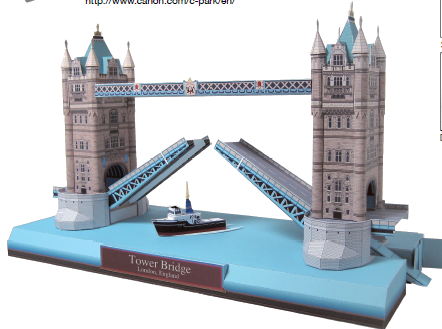 http://www.canon.com/c-park/en/
Tower Bridge
London, England